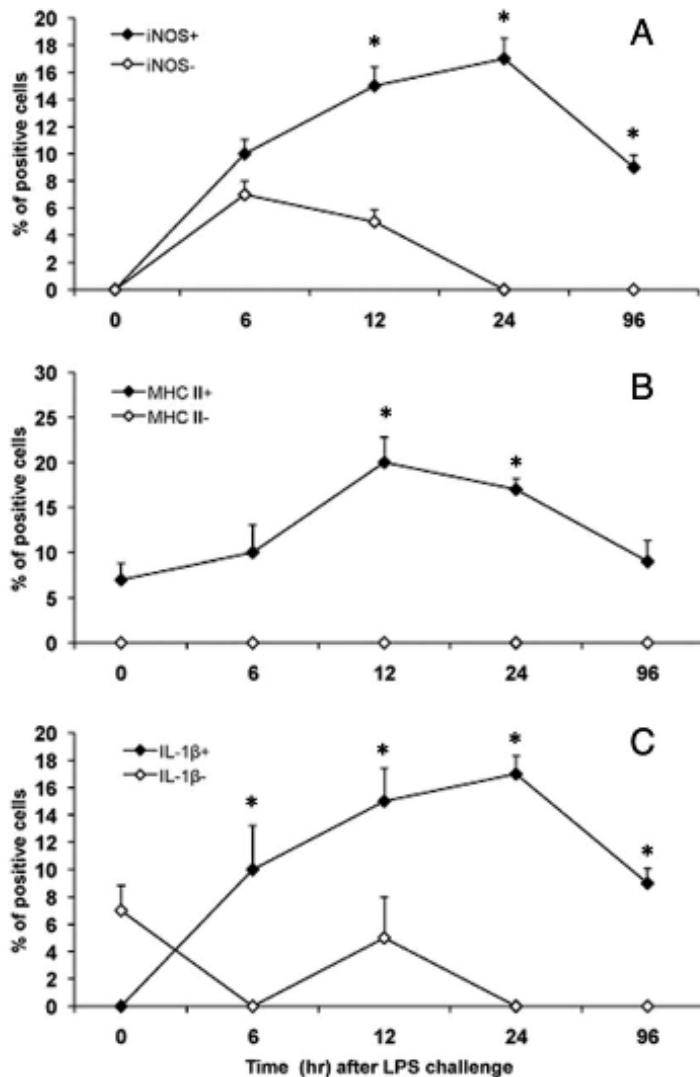 A
iNOS+
iNOS-
% of positive cells
20
18
16
14
12
10
8
6
4
2
0
* * *
0 6 12 24 96
B
MHC II+
MHC II-
% of positive cells
30
25
20
15
10
5
0
* *
0 6 12 24 96
C
IL-1β+
IL-1β-
% of positive cells
20
18
16
14
12
10
8
6
4
2
0
* * * *
0 6 12 24 96
Time (hr) after LPS challenge